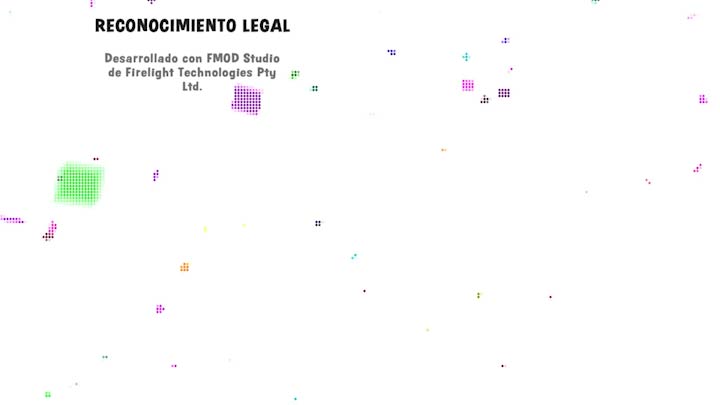 RECONOCIMIENTO LEGAL
Desarrollado con FMOD Studio
de Firelight Technologies Pty
Ltd.